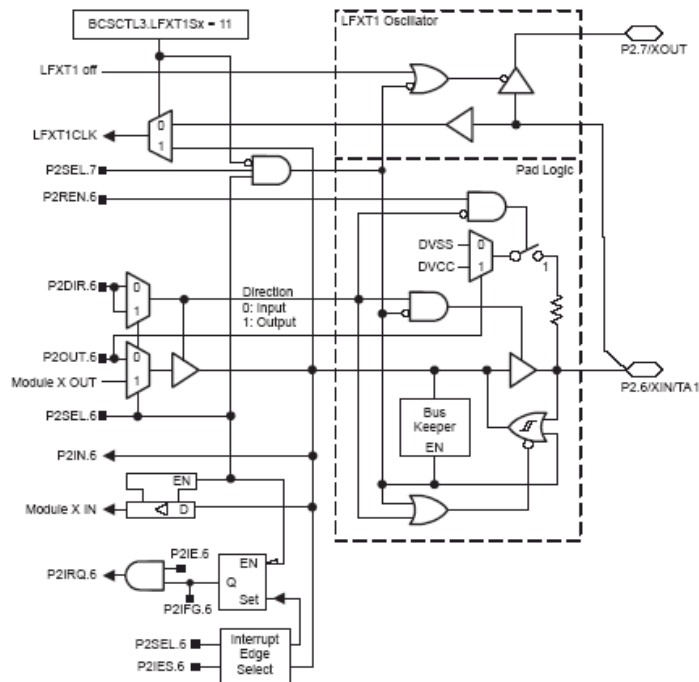 BCSCTL3.LFXT1Sx = 11
LFXT1 Oscillator
P2.7/XOUT
LFXT1 off
0
LFXT1CLK
1
P2SEL.7
Pad Logic
P2REN.6
DVSS
0
DVCC
1
1
P2DIR.6
0
1
Direction
0: Input
1: Output
P2OUT.6
0
Module X OUT
1
P2.6/XIN/TA1
P2SEL.6
Bus
Keeper
EN
P2IN.6
EN
Module X IN
D
P2IE.6
EN
P2IRQ.6
Q
P2IFG.6
Set
P2SEL.6
Interrupt
Edge
Select
P2IES.6